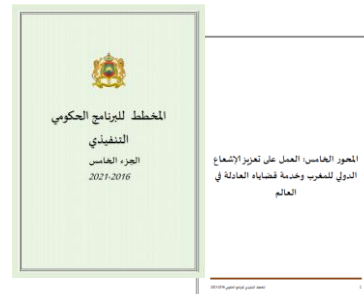 المخطط للبرنامج الحكومي
التنفيذي
الجزء الخامس
2021-2016
المحور الخامس: العمل على تعزيز الإشعاع
الدولي للمغرب وخدمة قضاياه العادلة في
العالم